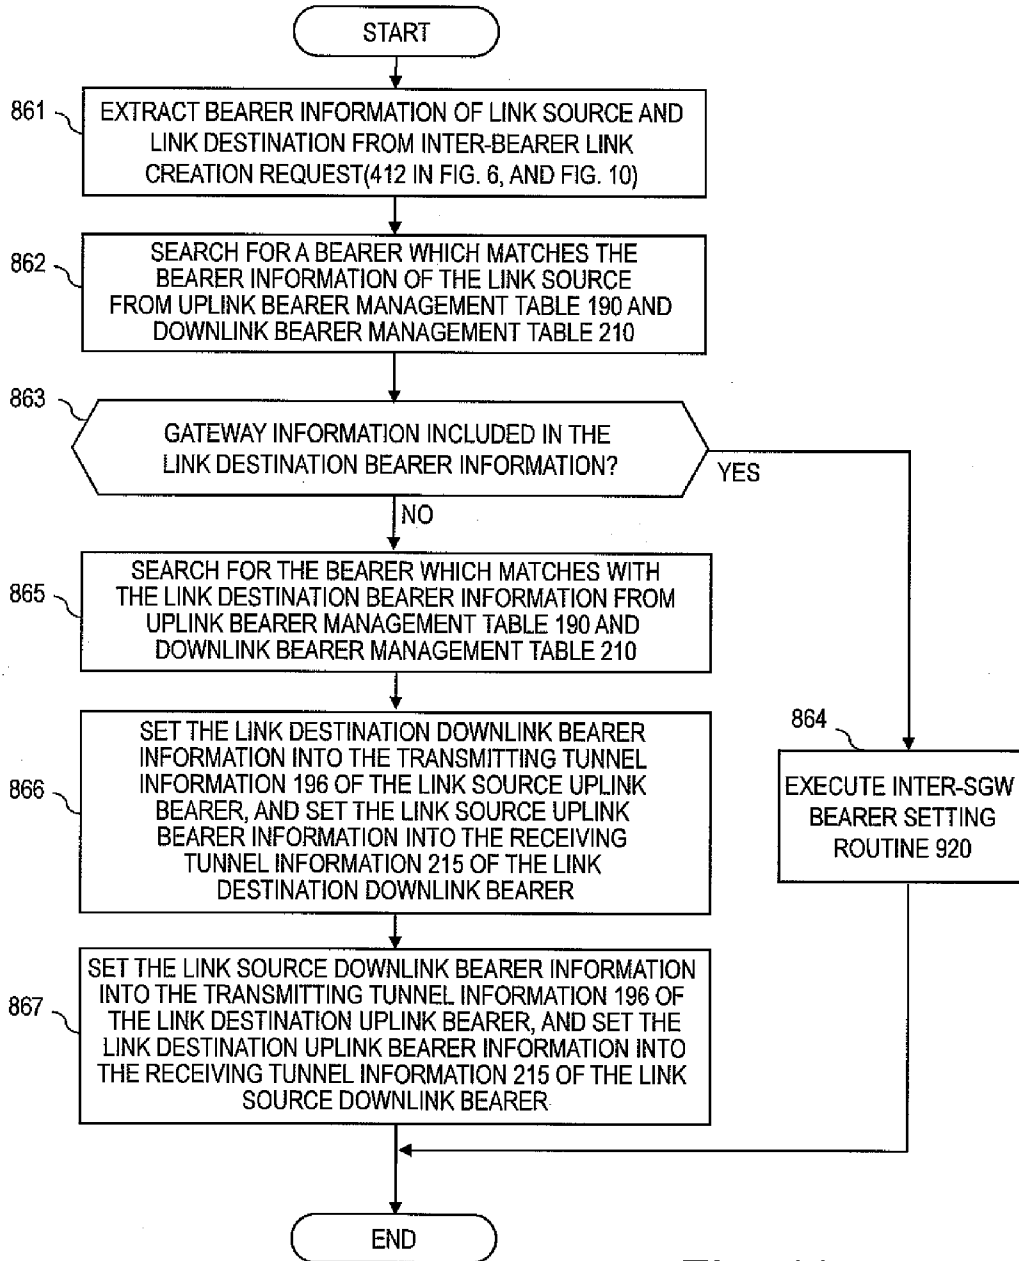 START
861
EXTRACT BEARER INFORMATION OF LINK SOURCE AND
LINK DESTINATION FROM INTER-BEARER LINK
CREATION REQUEST(412 IN FIG. 6, AND FIG. 10)
862
SEARCH FOR A BEARER WHICH MATCHES THE
BEARER INFORMATION OF THE LINK SOURCE
FROM UPLINK BEARER MANAGEMENT TABLE 190 AND
DOWNLINK BEARER MANAGEMENT TABLE 210
863
GATEWAY INFORMATION INCLUDED IN THE
LINK DESTINATION BEARER INFORMATION?
YES
NO
865
SEARCH FOR THE BEARER WHICH MATCHES WITH
THE LINK DESTINATION BEARER INFORMATION FROM
UPLINK BEARER MANAGEMENT TABLE 190 AND
DOWNLINK BEARER MANAGEMENT TABLE 210
866
SET THE LINK DESTINATION DOWNLINK BEARER
INFORMATION INTO THE TRANSMITTING TUNNEL
INFORMATION 196 OF THE LINK SOURCE UPLINK
BEARER, AND SET THE LINK SOURCE UPLINK
BEARER INFORMATION INTO THE RECEIVING
TUNNEL INFORMATION 215 OF THE LINK
DESTINATION DOWNLINK BEARER
864
EXECUTE INTER-SGW
BEARER SETTING
ROUTINE 920
867
SET THE LINK SOURCE DOWNLINK BEARER INFORMATION
INTO THE TRANSMITTING TUNNEL INFORMATION 196 OF
THE LINK DESTINATION UPLINK BEARER, AND SET THE
LINK DESTINATION UPLINK BEARER INFORMATION INTO
THE RECEIVING TUNNEL INFORMATION 215 OF THE LINK
SOURCE DOWNLINK BEARER
END